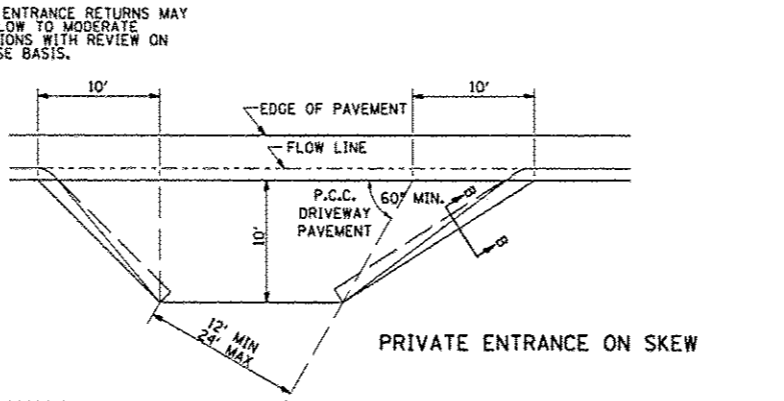 ENTRANCE RETURNS MAY
LOW TO MODERATE
IONS WITH REVIEW ON
SE BASIS.
10'
10'
EDGE OF PAVEMENT
FLOW LINE
P.C.C.
DRIVEWAY
PAVEMENT
60° MIN.
B
B
10'
12' MIN
24' MAX
PRIVATE ENTRANCE ON SKEW